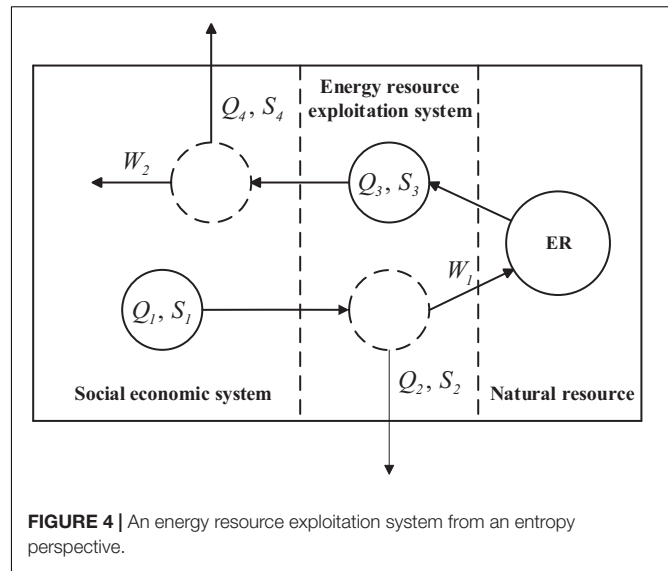 Energy resource
exploitation system
Q4, S4
W2
Q3, S3
ER
W1
Q1, S1
Q2, S2
Social economic system
Natural resource
FIGURE 4 | An energy resource exploitation system from an entropy
perspective.